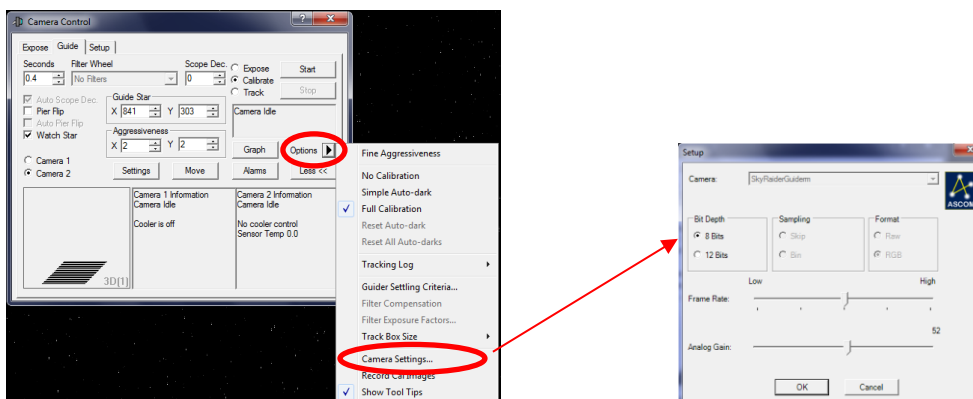 Camera Control
Expose Guide Setup
Seconds Filter Wheel Scope Dec.
0.4 No Filters 0
Expose
Calibrate
Track
Start
Stop
Auto Scope Dec.
Pier Flip
Auto Pier Flip
Watch Star
Guide Star
X 841 Y 303
Aggressiveness
X 2 Y 2
Camera Idle
Graph Options
Camera 1
Camera 2
Settings Move Alarms Less <<
Camera 1 Information
Camera Idle
Cooler is off
Camera 2 Information
Camera Idle
No cooler control
Sensor Temp 0.0
3D[1]
Fine Aggressiveness
No Calibration
Simple Auto-dark
Full Calibration
Reset Auto-dark
Reset All Auto-darks
Tracking Log
Guider Settling Criteria...
Filter Compensation
Filter Exposure Factors...
Track Box Size
Camera Settings...
Record Cal Images
Show Tool Tips
Setup
Camera: SkyRaiderGuiderm
ASCOM
Bit Depth
8 Bits
12 Bits
Sampling
Skip
Bin
Format
Raw
RGB
Low High
Frame Rate:
52
Analog Gain:
OK Cancel